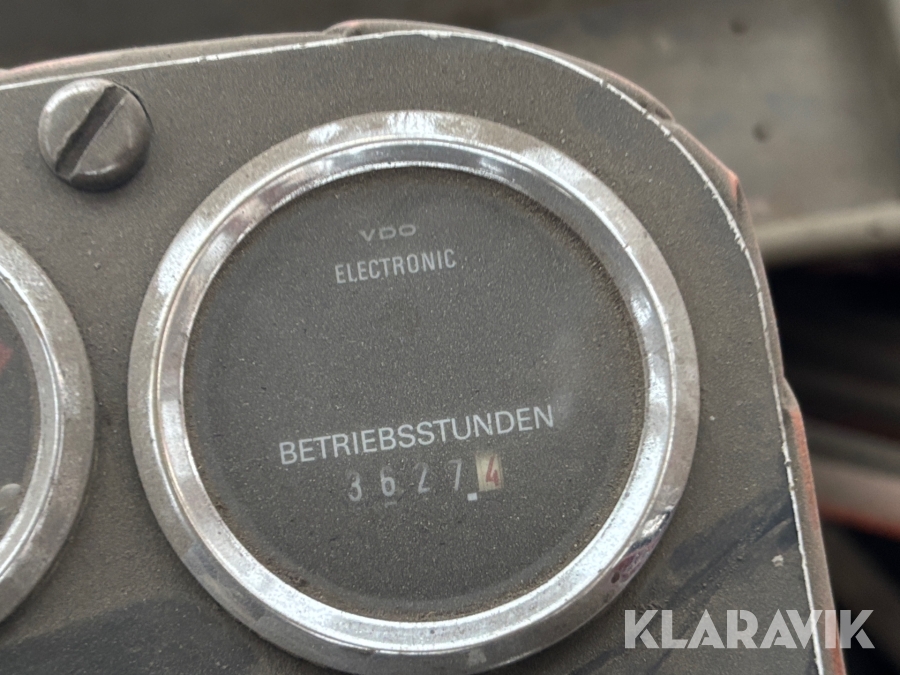 VDO
ELECTRONIC
BETRIEBSSTUNDEN
3627.4
KLARAVIK